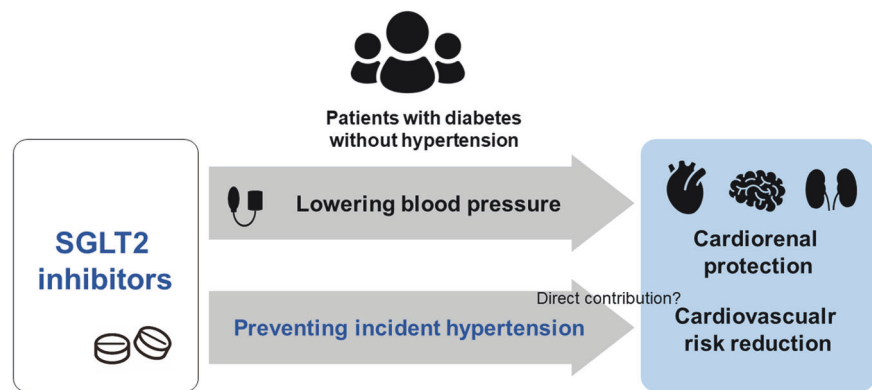 Patients with diabetes
without hypertension
SGLT2
inhibitors
Lowering blood pressure
Preventing incident hypertension
Direct contribution?
Cardiorenal
protection
Cardiovascualr
risk reduction